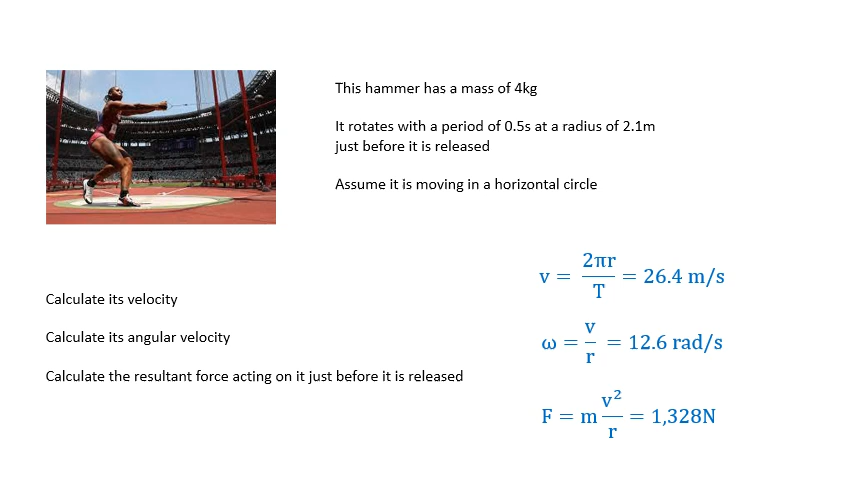 This hammer has a mass of 4kg
It rotates with a period of 0.5s at a radius of 2.1m
just before it is released
Assume it is moving in a horizontal circle
Calculate its velocity
Calculate its angular velocity
Calculate the resultant force acting on it just before it is released
v = 2πr/T = 26.4 m/s
ω = v/r = 12.6 rad/s
F = m v²/r = 1,328N